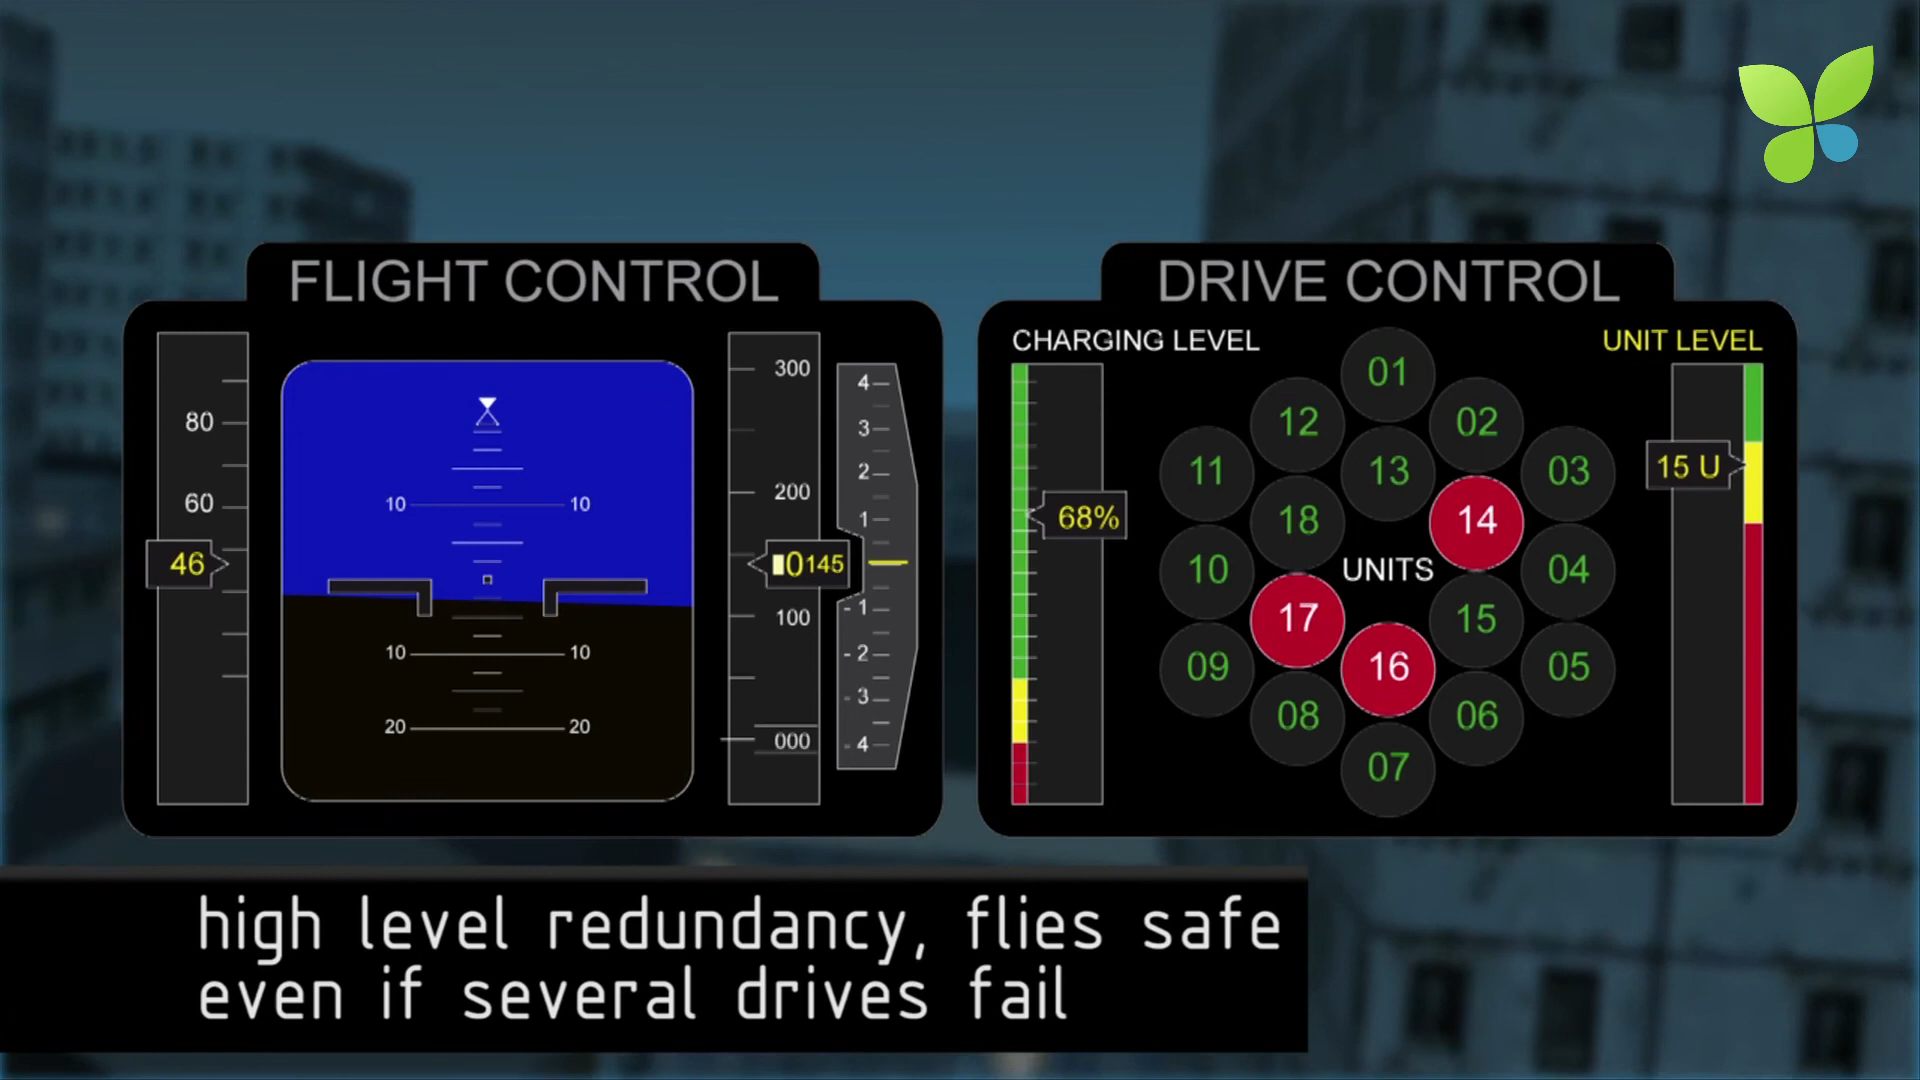 FLIGHT CONTROL
80
60
46
10 10
10 10
20 20
300
200
0145
100
000
4
3
2
1
- 1
- 2
- 3
- 4
DRIVE CONTROL
CHARGING LEVEL
UNIT LEVEL
68%
15 U
01
12 02
11 13 03
18 14
10 UNITS 04
17 15
09 16 05
08 06
07
high level redundancy, flies safe
even if several drives fail